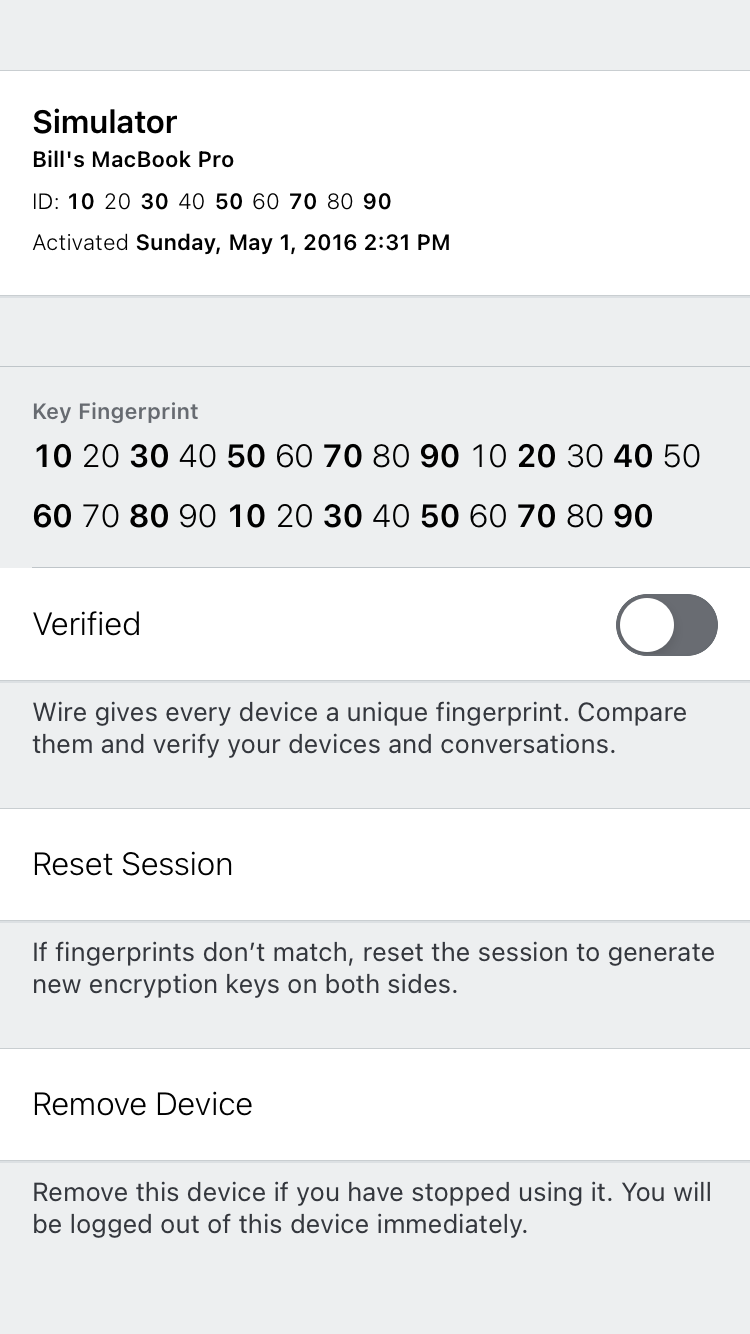 Simulator
Bill's MacBook Pro
ID: 10 20 30 40 50 60 70 80 90
Activated Sunday, May 1, 2016 2:31 PM
Key Fingerprint
10 20 30 40 50 60 70 80 90 10 20 30 40 50
60 70 80 90 10 20 30 40 50 60 70 80 90
Verified
Wire gives every device a unique fingerprint. Compare
them and verify your devices and conversations.
Reset Session
If fingerprints don’t match, reset the session to generate
new encryption keys on both sides.
Remove Device
Remove this device if you have stopped using it. You will
be logged out of this device immediately.